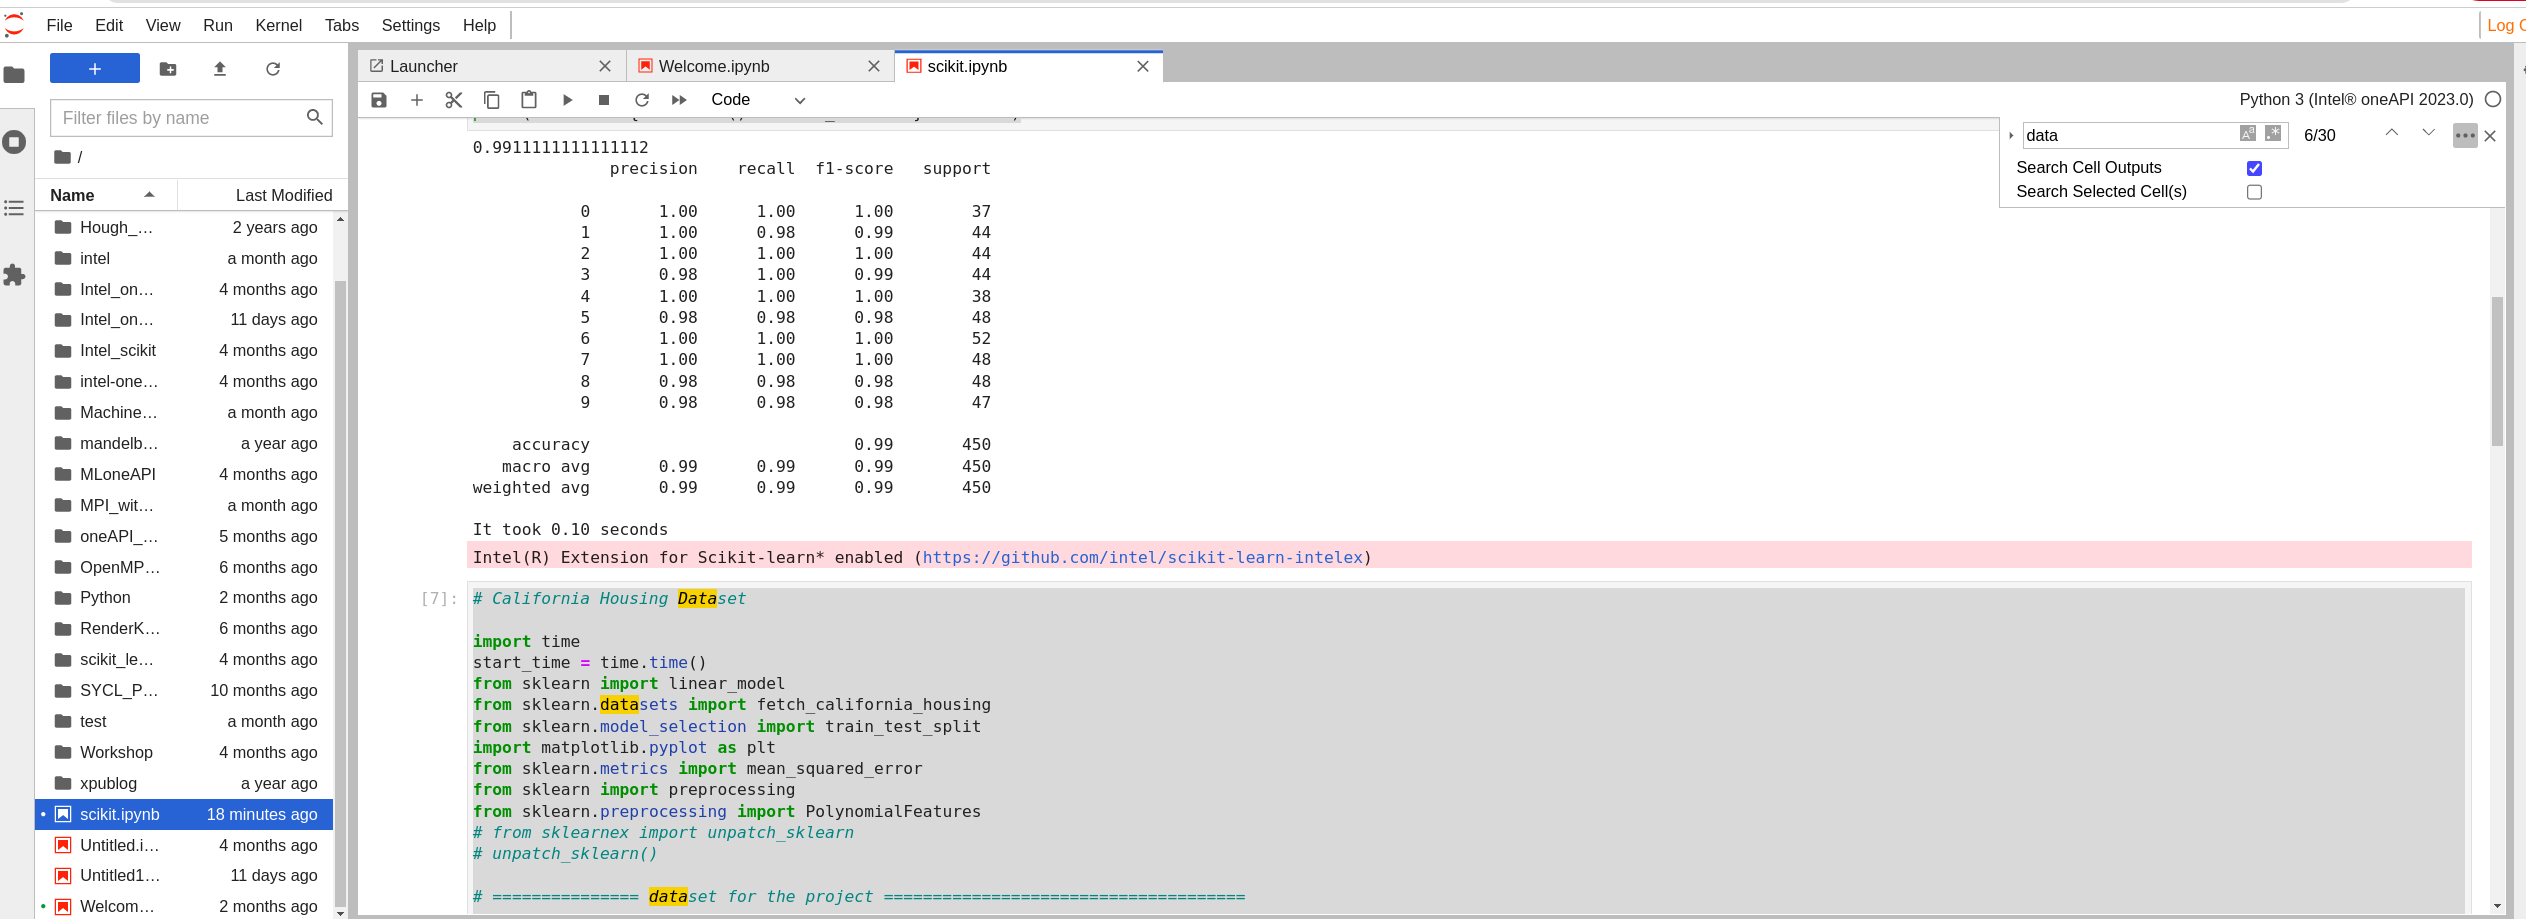 File Edit View Run Kernel Tabs Settings Help
Log
Filter files by name
/
Name Last Modified
Hough_... 2 years ago
intel a month ago
Intel_on... 4 months ago
Intel_on... 11 days ago
Intel_scikit 4 months ago
intel-one... 4 months ago
Machine... a month ago
mandelb... a year ago
MLoneAPI 4 months ago
MPI_wit... a month ago
oneAPI_... 5 months ago
OpenMP... 6 months ago
Python 2 months ago
RenderK... 6 months ago
scikit_le... 4 months ago
SYCL_P... 10 months ago
test a month ago
Workshop 4 months ago
xpublog a year ago
scikit.ipynb 18 minutes ago
Untitled.i... 4 months ago
Untitled1... 11 days ago
Welcom... 2 months ago
Launcher Welcome.ipynb scikit.ipynb
Code Python 3 (Intel® oneAPI 2023.0)
data 6/30
Search Cell Outputs
Search Selected Cell(s)
0.9911111111111112
precision recall f1-score support
0 1.00 1.00 1.00 37
1 1.00 0.98 0.99 44
2 1.00 1.00 1.00 44
3 0.98 1.00 0.99 44
4 1.00 1.00 1.00 38
5 0.98 0.98 0.98 48
6 1.00 1.00 1.00 52
7 1.00 1.00 1.00 48
8 0.98 0.98 0.98 48
9 0.98 0.98 0.98 47
accuracy 0.99 450
macro avg 0.99 0.99 0.99 450
weighted avg 0.99 0.99 0.99 450
It took 0.10 seconds
Intel(R) Extension for Scikit-learn* enabled (https://github.com/intel/scikit-learn-intelex)
[7]: # California Housing Dataset
import time
start_time = time.time()
from sklearn import linear_model
from sklearn.datasets import fetch_california_housing
from sklearn.model_selection import train_test_split
import matplotlib.pyplot as plt
from sklearn.metrics import mean_squared_error
from sklearn import preprocessing
from sklearn.preprocessing import PolynomialFeatures
# from sklearnex import unpatch_sklearn
# unpatch_sklearn()
# =============== dataset for the project =====================================